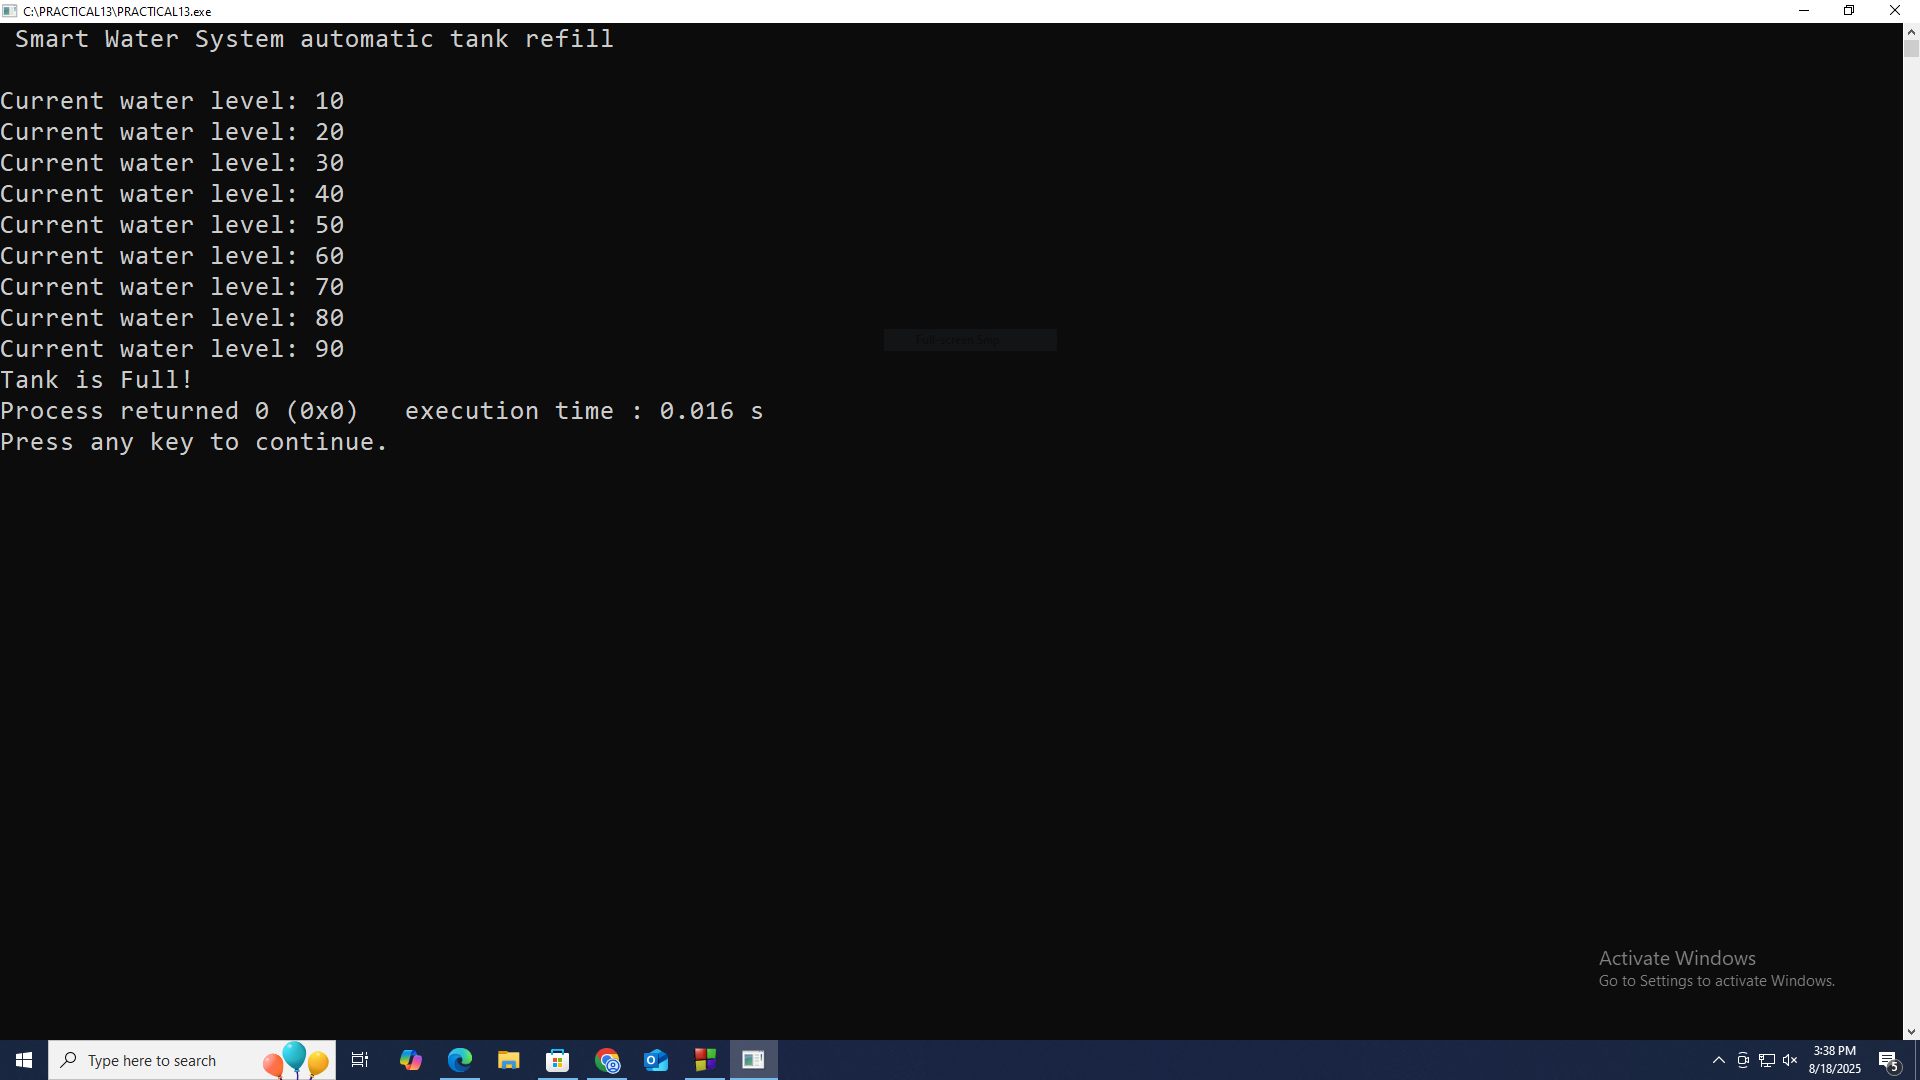 C:\PRACTICAL13\PRACTICAL13.exe
Smart Water System automatic tank refill
Current water level: 10
Current water level: 20
Current water level: 30
Current water level: 40
Current water level: 50
Current water level: 60
Current water level: 70
Current water level: 80
Current water level: 90
Tank is Full!
Process returned 0 (0x0)   execution time : 0.016 s
Press any key to continue.
Full-screen Snip
Activate Windows
Go to Settings to activate Windows.
Type here to search
3:38 PM
8/18/2025
5